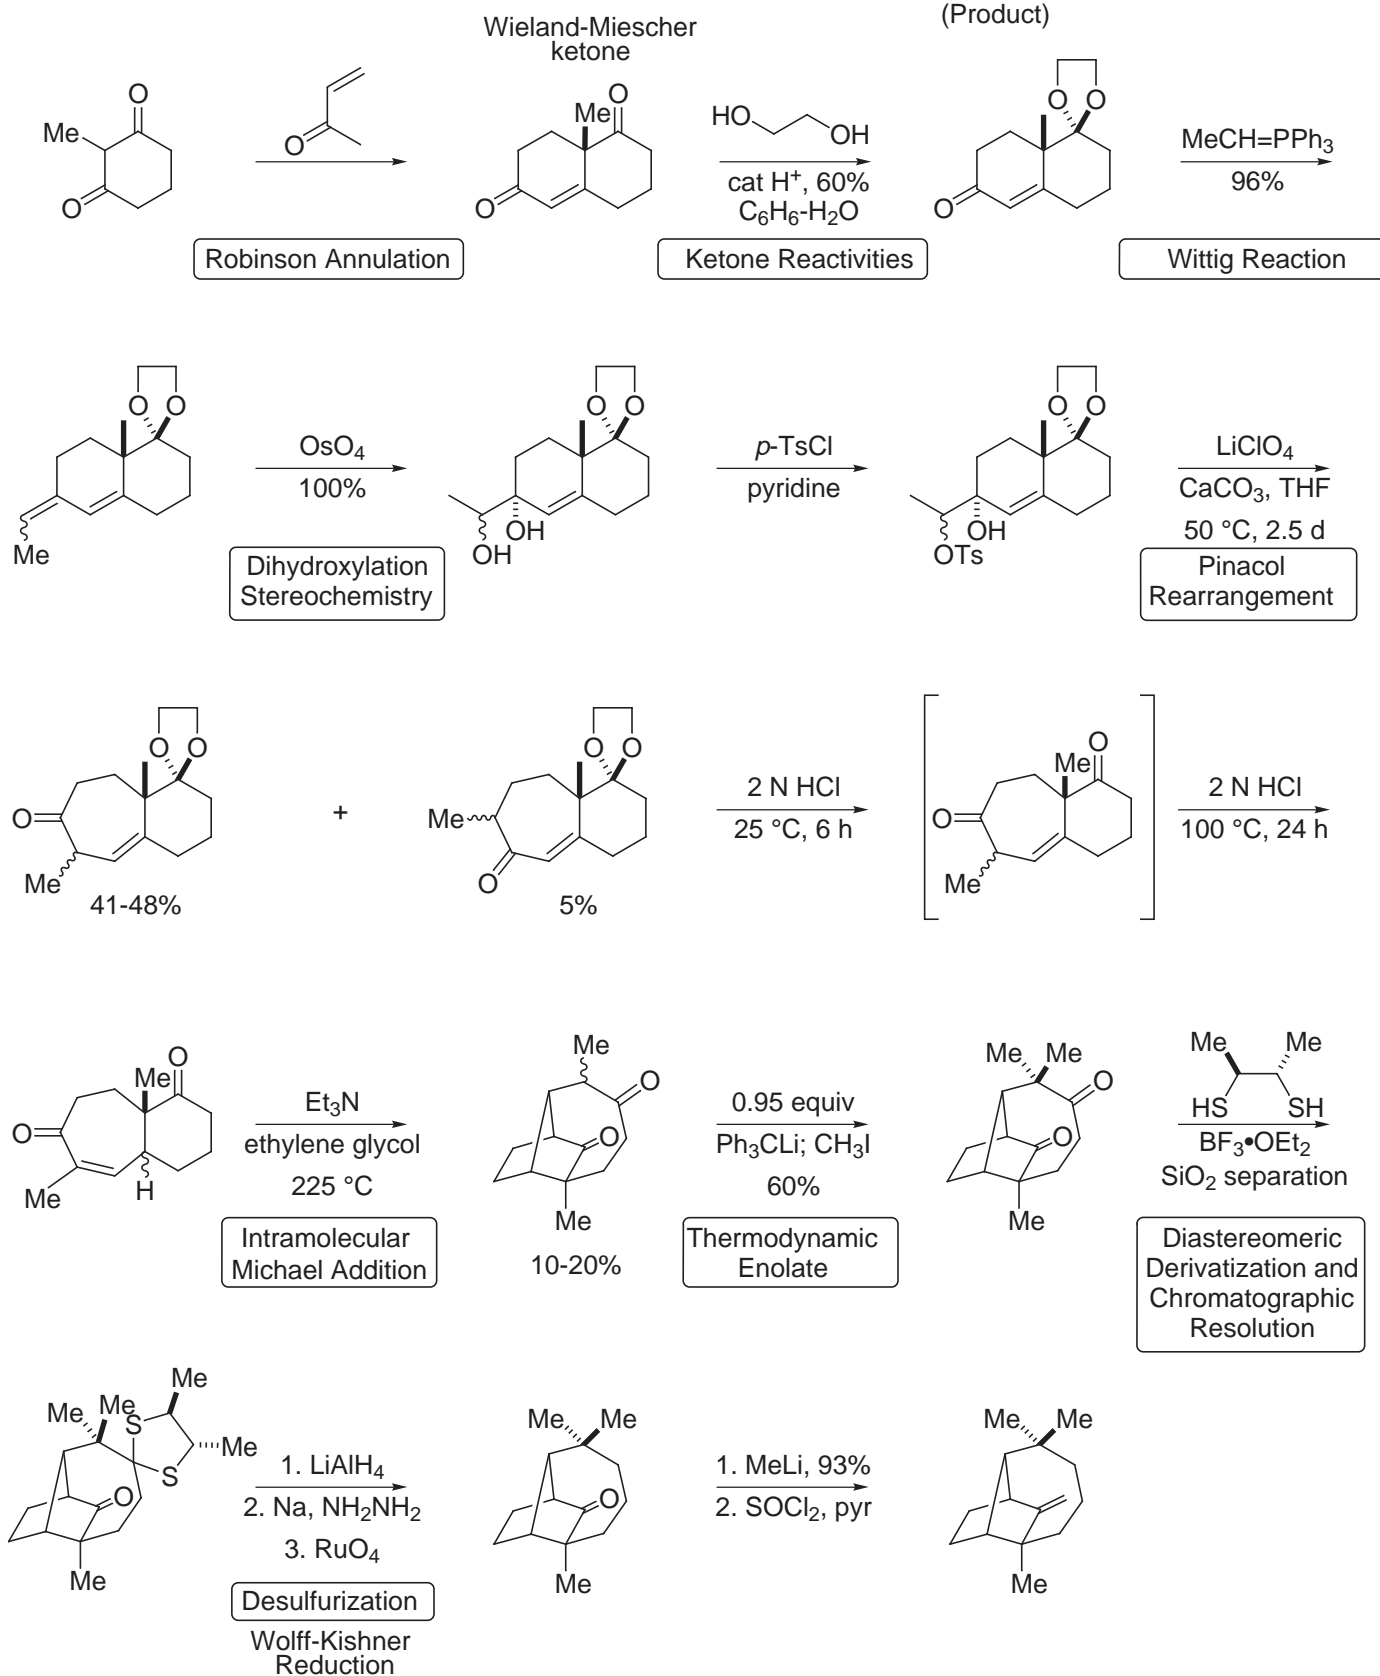 (Product)
Wieland-Miescher
ketone
O
Me
O
O
Me
O
O
HO
OH
cat H+, 60%
C6H6-H2O
O
O
O
MeCH=PPh3
96%
Robinson Annulation
Ketone Reactivities
Wittig Reaction
O
O
Me
OsO4
100%
Dihydroxylation
Stereochemistry
O
O
OH
OH
p-TsCl
pyridine
O
O
OH
OTs
LiClO4
CaCO3, THF
50 °C, 2.5 d
Pinacol
Rearrangement
O
O
O
Me
41-48%
+
O
O
Me
O
5%
2 N HCl
25 °C, 6 h
Me
O
O
Me
2 N HCl
100 °C, 24 h
Me
O
O
Me
H
Et3N
ethylene glycol
225 °C
Intramolecular
Michael Addition
Me
O
O
Me
10-20%
0.95 equiv
Ph3CLi; CH3I
60%
Thermodynamic
Enolate
Me Me
O
O
Me
Me Me
HS SH
BF3•OEt2
SiO2 separation
Diastereomeric
Derivatization and
Chromatographic
Resolution
Me
Me
Me
S
Me
S
O
Me
1. LiAlH4
2. Na, NH2NH2
3. RuO4
Desulfurization
Wolff-Kishner
Reduction
Me Me
O
Me
1. MeLi, 93%
2. SOCl2, pyr
Me Me
Me